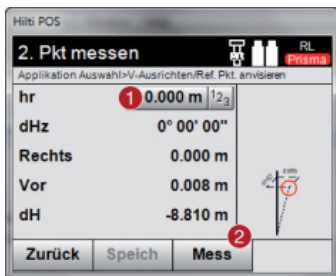 Hilti POS
2. Pkt messen
RL
Prisma
Applikation Auswahl>V-Ausrichten/Ref. Pkt. anvisieren
hr 1 0.000 m 123
dHz 0° 00' 00"
Rechts 0.000 m
Vor 0.008 m
dH -8.810 m
2
Zurück Speich Mess